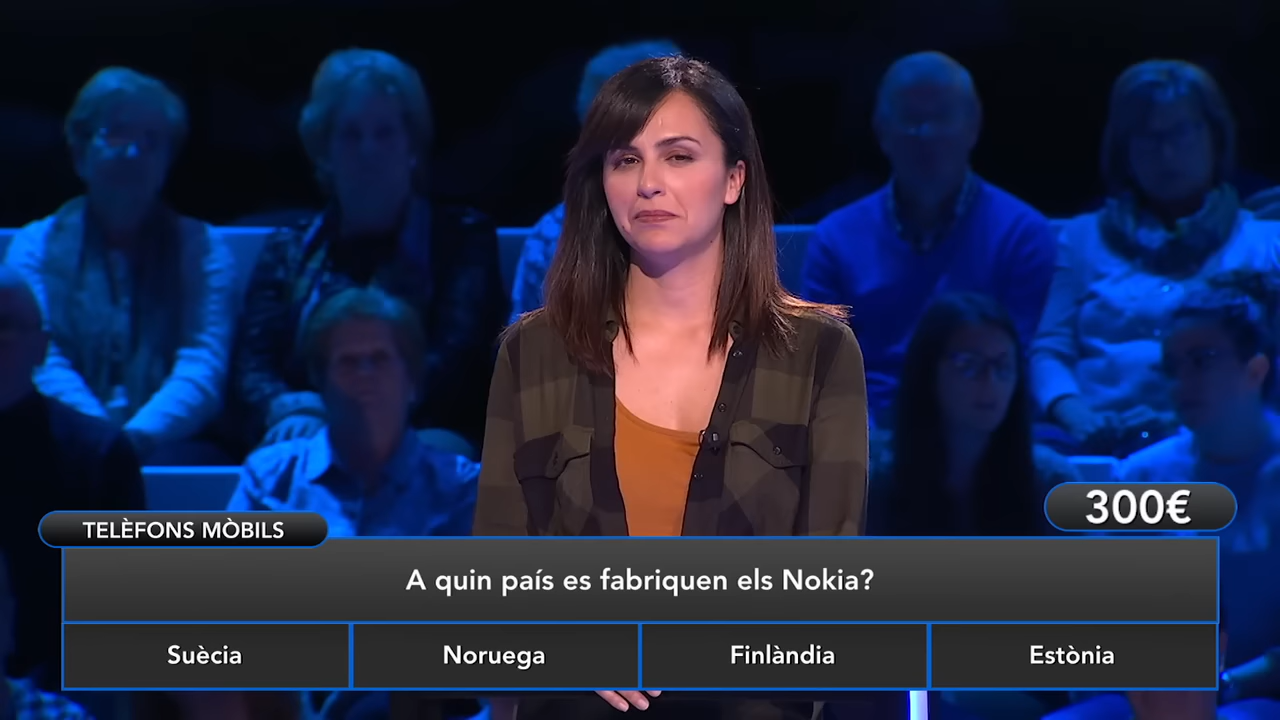 300€
TELÈFONS MÒBILS
A quin país es fabriquen els Nokia?
Suècia
Noruega
Finlàndia
Estònia